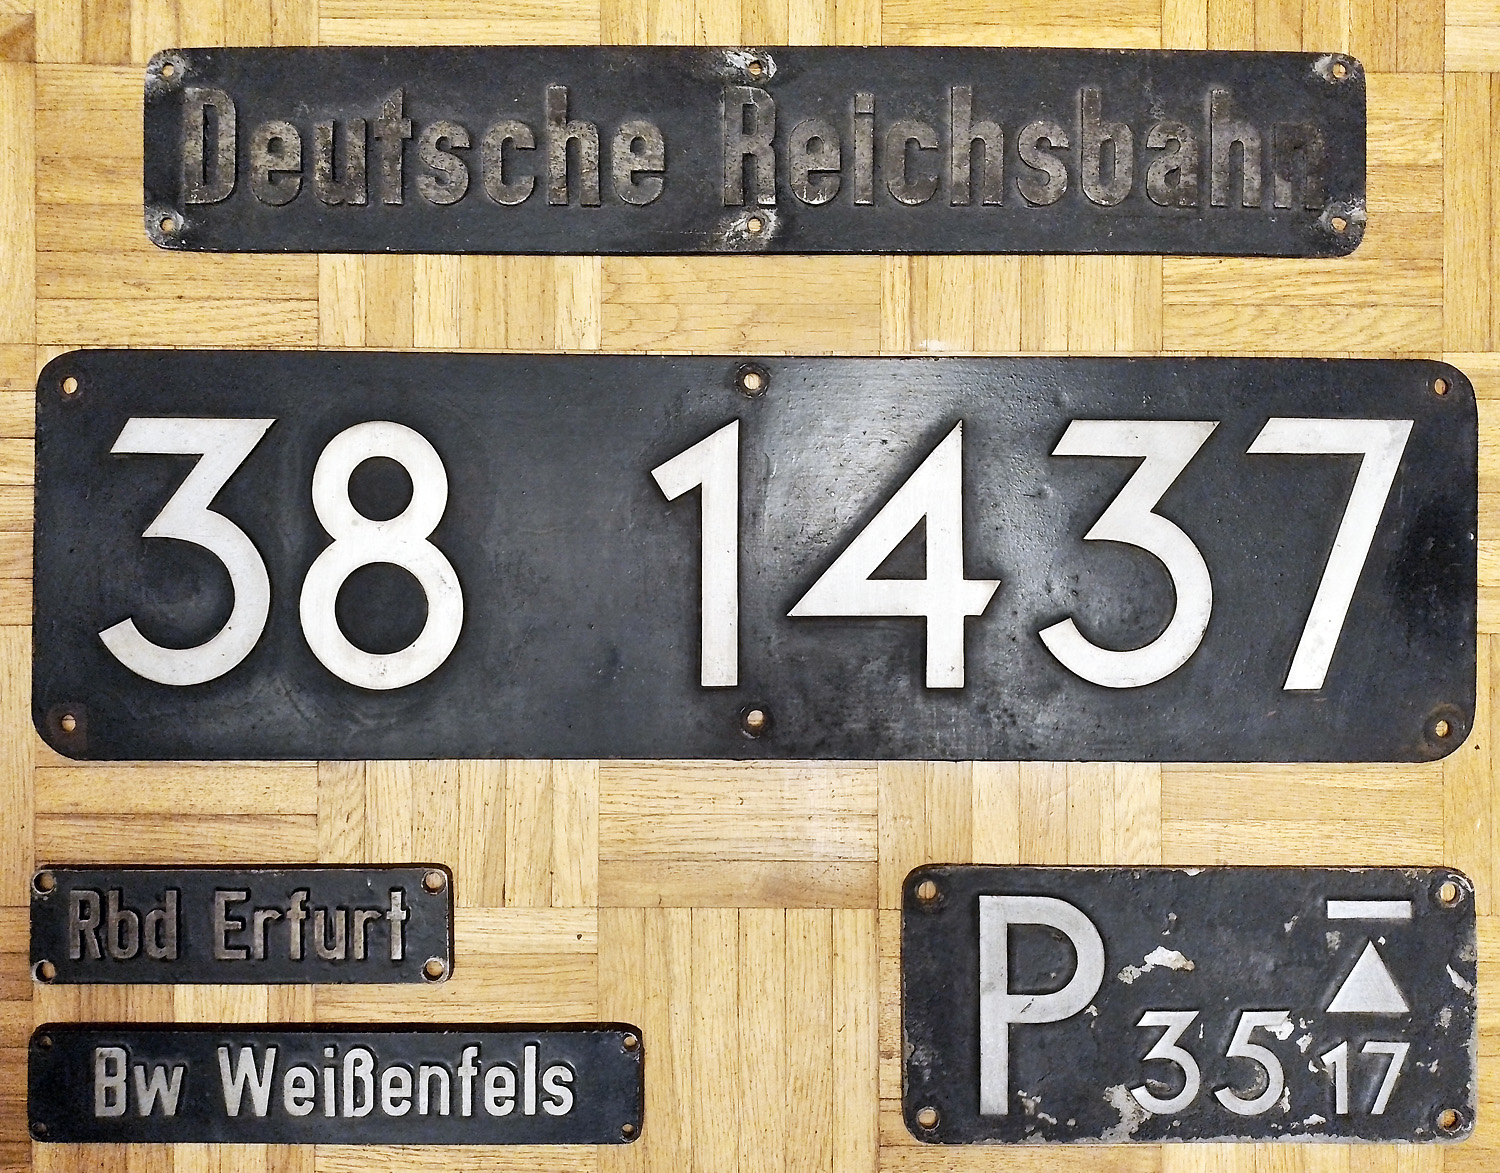 Deutsche Reichsbahn
38 1437
Rbd Erfurt
Bw Weißenfels
P 35 17